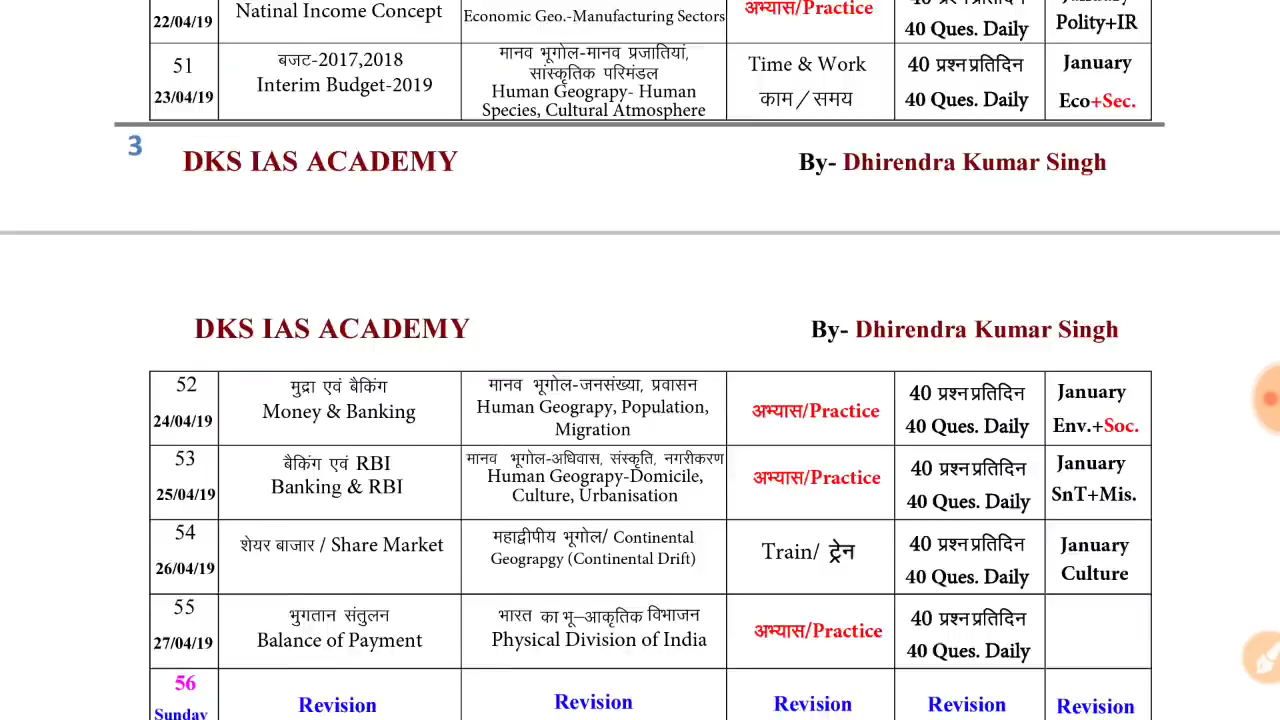 Natinal Income Concept
Economic Geo.-Manufacturing Sectors
अभ्यास/Practice
40 प्रश्न प्रतिदिन
January
22/04/19
40 Ques. Daily
Polity+IR
51
23/04/19
बजट-2017,2018
Interim Budget-2019
मानव भूगोल-मानव प्रजातियां,
सांस्कृतिक परिमंडल
Human Geograpy- Human
Species, Cultural Atmosphere
Time & Work
काम/समय
40 प्रश्न प्रतिदिन
40 Ques. Daily
January
Eco+Sec.
3
DKS IAS ACADEMY
By- Dhirendra Kumar Singh
DKS IAS ACADEMY
By- Dhirendra Kumar Singh
52
24/04/19
मुद्रा एवं बैकिंग
Money & Banking
मानव भूगोल-जनसंख्या, प्रवासन
Human Geograpy, Population,
Migration
अभ्यास/Practice
40 प्रश्न प्रतिदिन
40 Ques. Daily
January
Env.+Soc.
53
25/04/19
बैकिंग एवं RBI
Banking & RBI
मानव भूगोल-अधिवास, संस्कृति, नगरीकरण
Human Geograpy-Domicile,
Culture, Urbanisation
अभ्यास/Practice
40 प्रश्न प्रतिदिन
40 Ques. Daily
January
SnT+Mis.
54
26/04/19
शेयर बाजार / Share Market
महाद्वीपीय भूगोल/ Continental
Geograpgy (Continental Drift)
Train/ ट्रेन
40 प्रश्न प्रतिदिन
40 Ques. Daily
January
Culture
55
27/04/19
भुगतान संतुलन
Balance of Payment
भारत का भू-आकृतिक विभाजन
Physical Division of India
अभ्यास/Practice
40 प्रश्न प्रतिदिन
40 Ques. Daily
56
Sunday
Revision
Revision
Revision
Revision
Revision